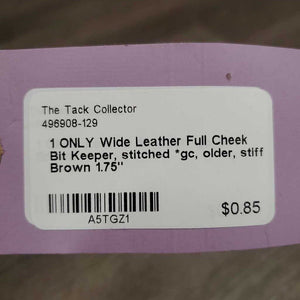 The Tack Collector
496908-129
1 ONLY Wide Leather Full Cheek
Bit Keeper, stitched *gc, older, stiff
Brown 1.75"
A5TGZ1
$0.85